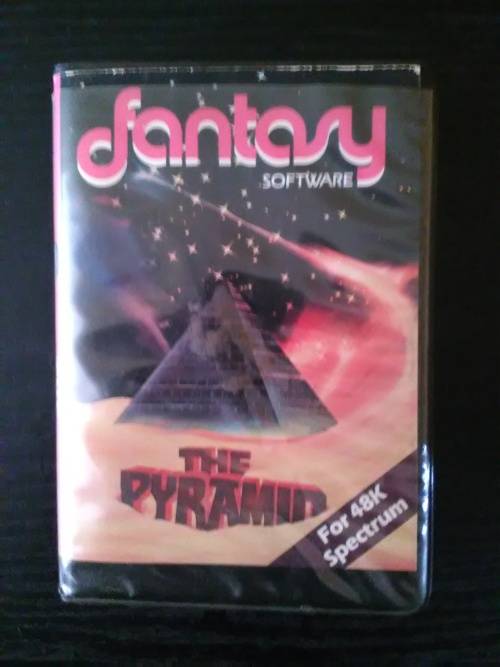 fantasy
SOFTWARE
THE
PYRAMID
For 48K
Spectrum